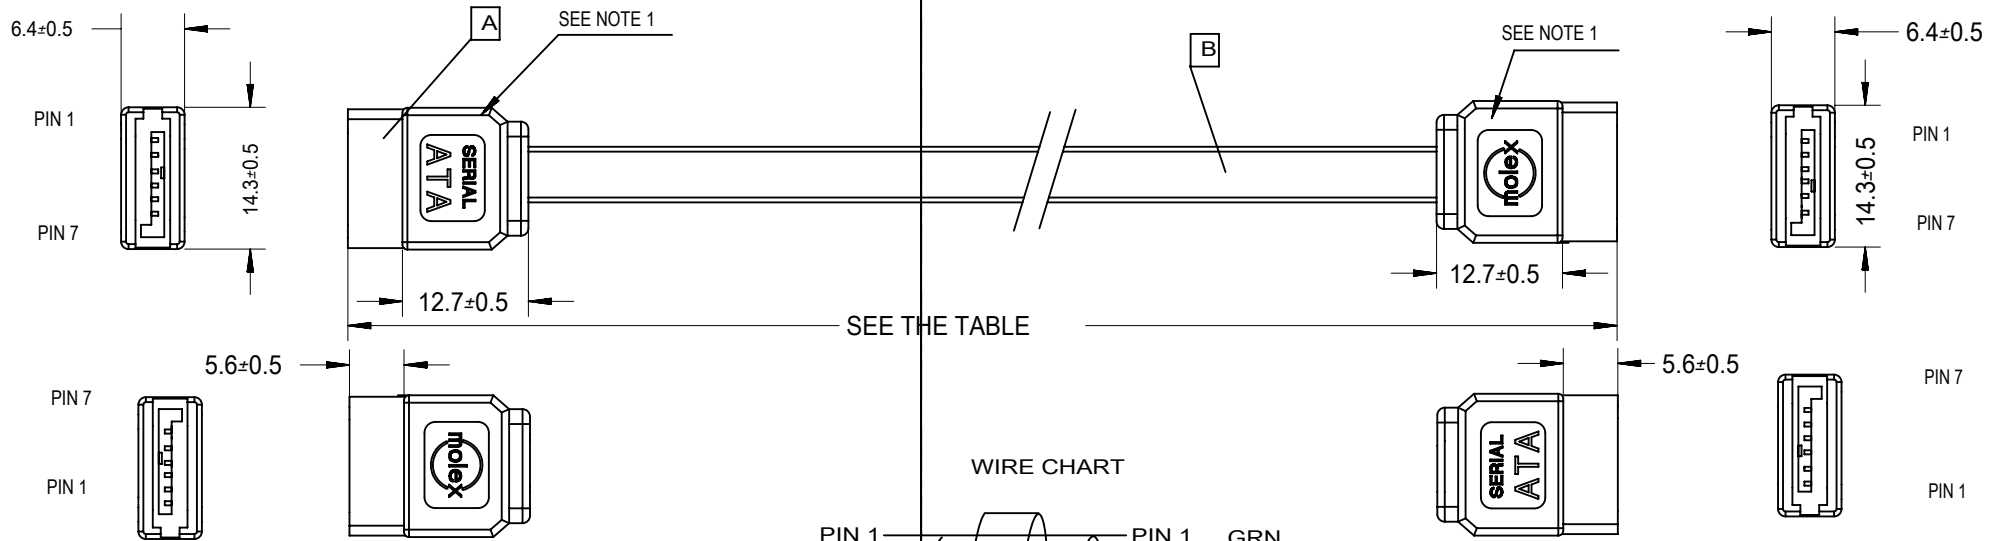 6.4±0.5
A
SEE NOTE 1
B
SEE NOTE 1
6.4±0.5
PIN 1
PIN 7
14.3±0.5
SERIAL
ATA
molex
14.3±0.5
PIN 1
PIN 7
12.7±0.5
12.7±0.5
SEE THE TABLE
5.6±0.5
5.6±0.5
PIN 7
PIN 1
molex
WIRE CHART
SERIAL
ATA
PIN 7
PIN 1
PIN 1
PIN 1
GRN